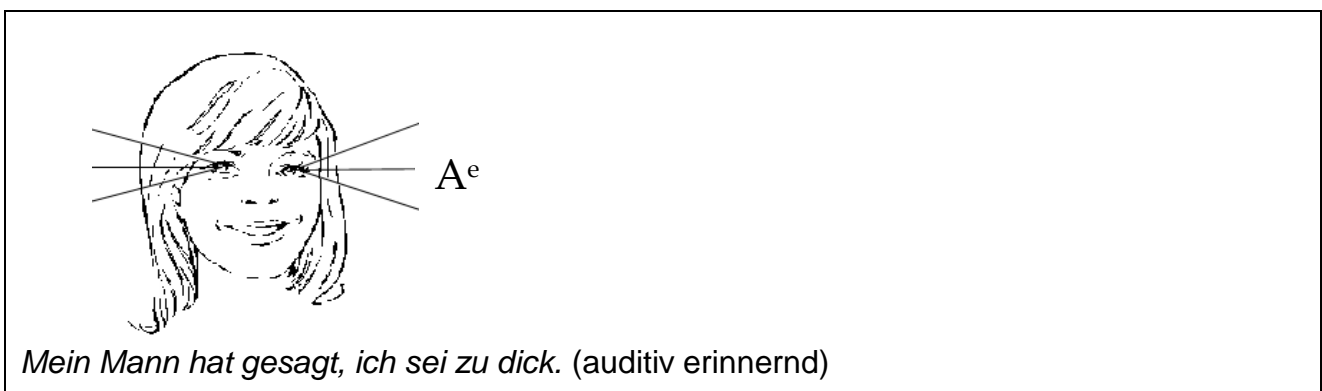 Aᵉ
Mein Mann hat gesagt, ich sei zu dick. (auditiv erinnernd)